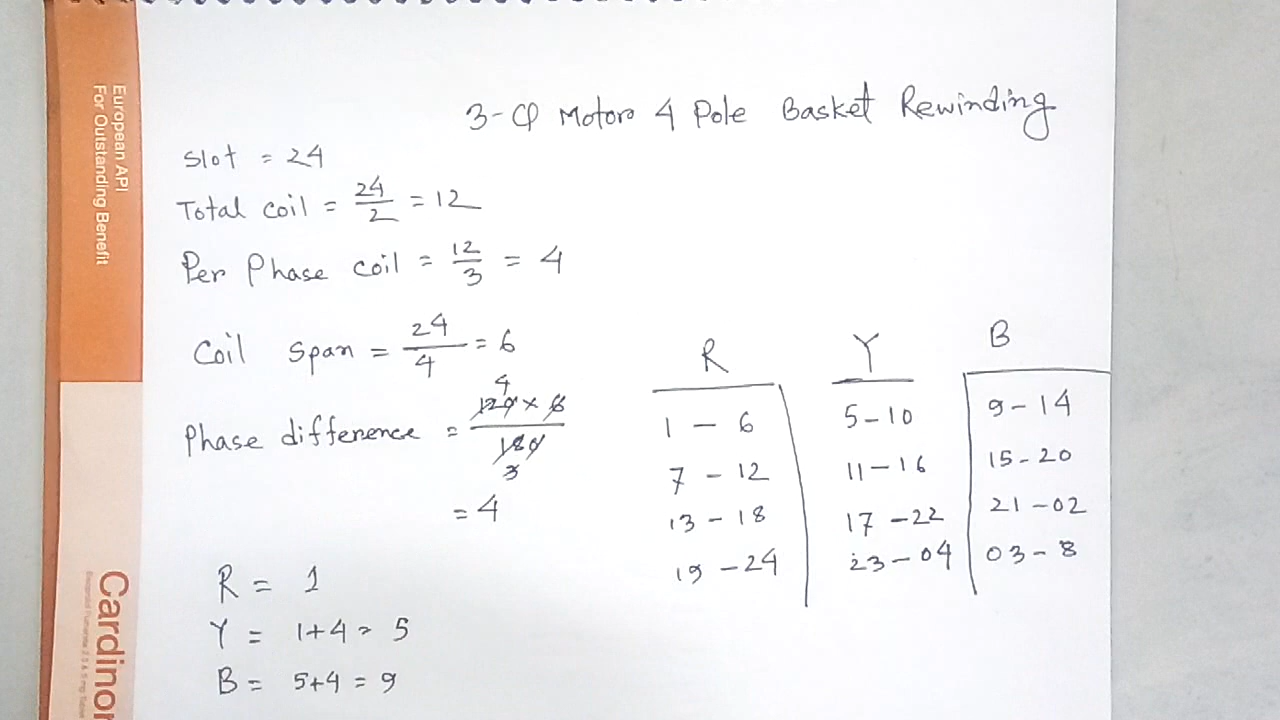 European API
For Outstanding Benefit
Cardinor
3-Φ Motor 4 Pole Basket Rewinding
Slot = 24
Total coil = 24/2 = 12
Per Phase coil = 12/3 = 4
Coil Span = 24/4 = 6
Phase difference = 120 × 6/180
4
3
= 4
R = 1
Y = 1+4 = 5
B = 5+4 = 9
R Y B
1 - 6 5-10 9-14
7 - 12 11-16 15-20
13 - 18 17-22 21-02
19 - 24 23-04 03-8